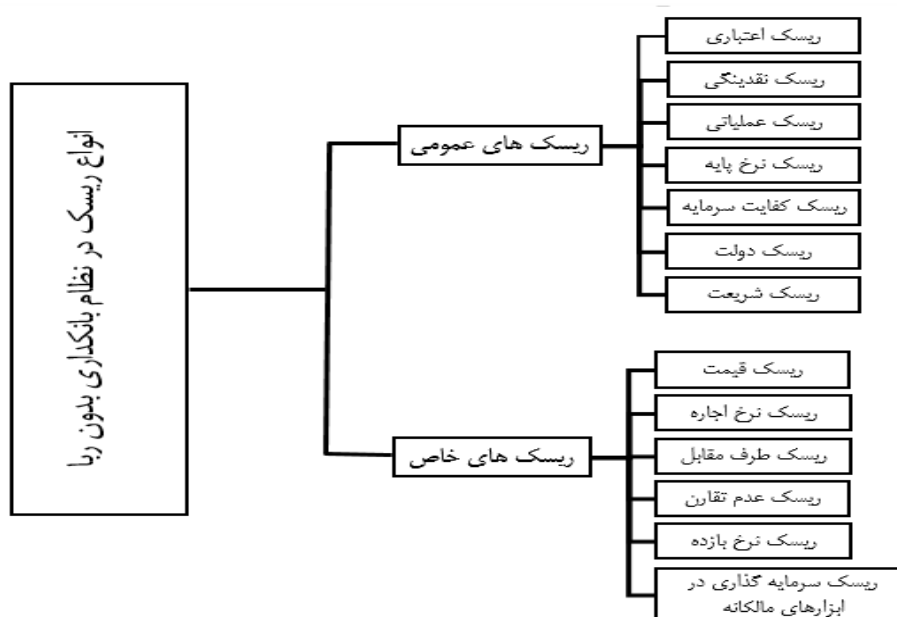 انواع ریسک در نظام بانکداری بدون ربا
ریسک های عمومی
ریسک اعتباری
ریسک نقدینگی
ریسک عملیاتی
ریسک نرخ پایه
ریسک کفایت سرمایه
ریسک دولت
ریسک شریعت
ریسک های خاص
ریسک قیمت
ریسک نرخ اجاره
ریسک طرف مقابل
ریسک عدم تقارن
ریسک نرخ بازده
ریسک سرمایه گذاری در
ابزارهای مالکانه